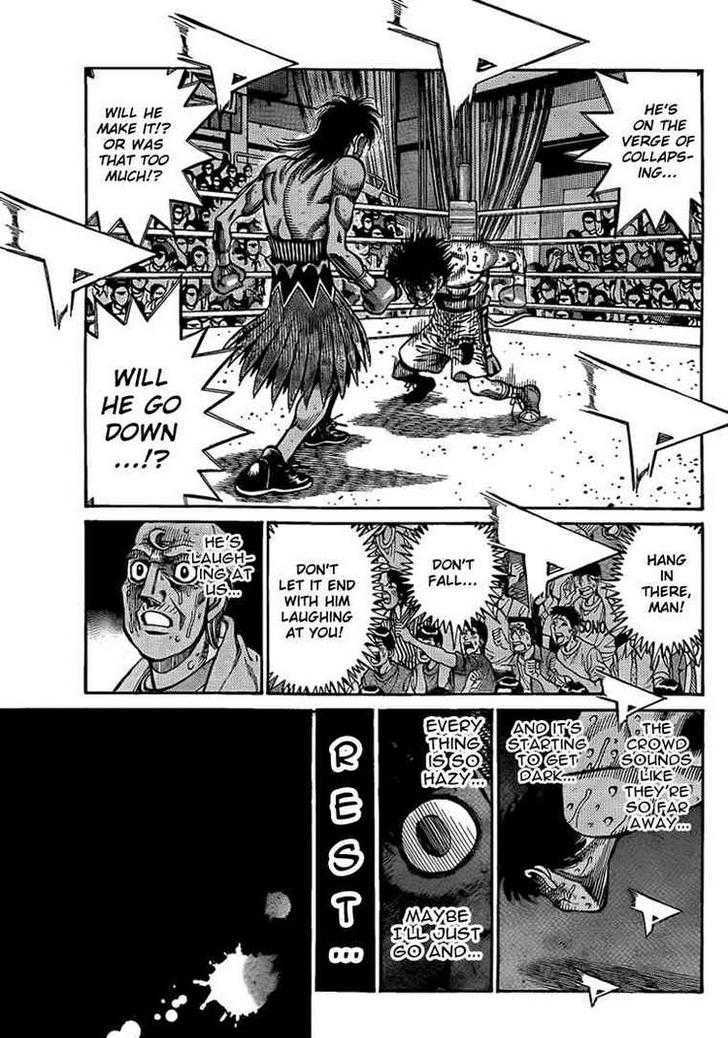 HE'S
ON THE
VERGE OF
COLLAPS-
ING...
WILL HE
MAKE IT!?
OR WAS
THAT TOO
MUCH!?
WILL
HE GO
DOWN
...!?
HANG
IN
THERE,
MAN!
DON'T
FALL...
DON'T
LET IT END
WITH HIM
LAUGHING
AT YOU!
HE'S
LAUGH-
ING AT
US...
THE
CROWD
SOUNDS
LIKE
THEY'RE
SO FAR
AWAY...
AND IT'S
STARTING
TO GET
DARK...
EVERY
THING
IS SO
HAZY...
MAYBE
I'LL JUST
GO AND...
REST...